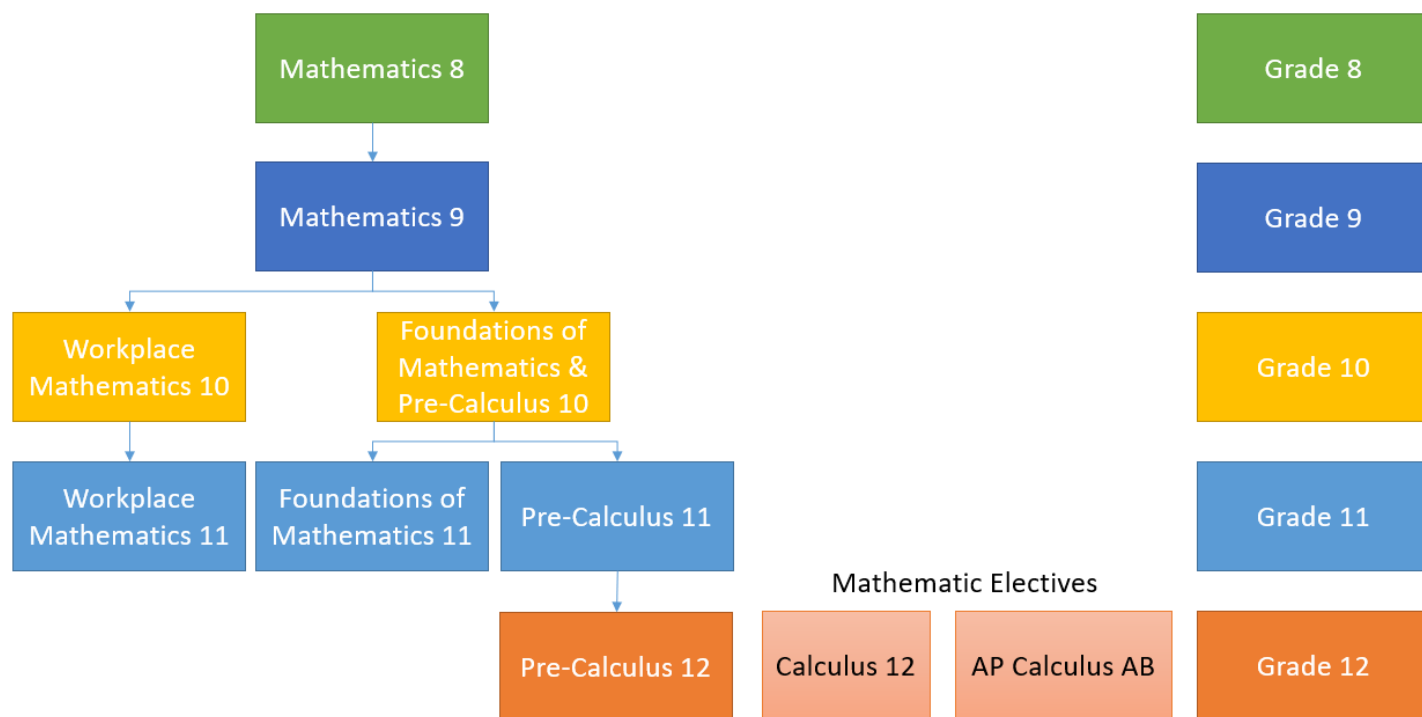 Mathematics 8
Grade 8
Mathematics 9
Grade 9
Workplace
Mathematics 10
Foundations of
Mathematics &
Pre-Calculus 10
Grade 10
Workplace
Mathematics 11
Foundations of
Mathematics 11
Pre-Calculus 11
Grade 11
Mathematic Electives
Pre-Calculus 12
Calculus 12
AP Calculus AB
Grade 12